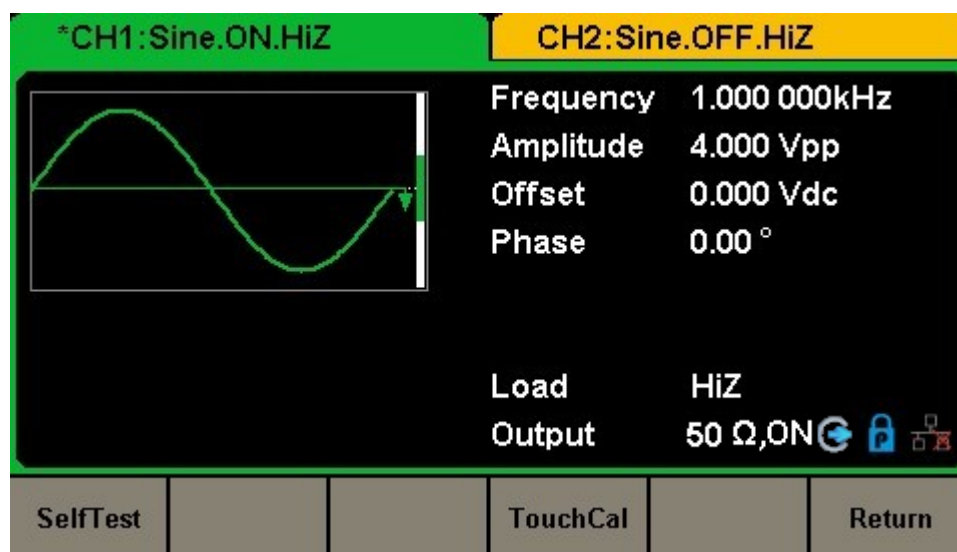 *CH1:Sine.ON.HiZ CH2:Sine.OFF.HiZ
Frequency 1.000 000kHz
Amplitude 4.000 Vpp
Offset 0.000 Vdc
Phase 0.00 °
Load HiZ
Output 50 Ω,ON
SelfTest TouchCal Return